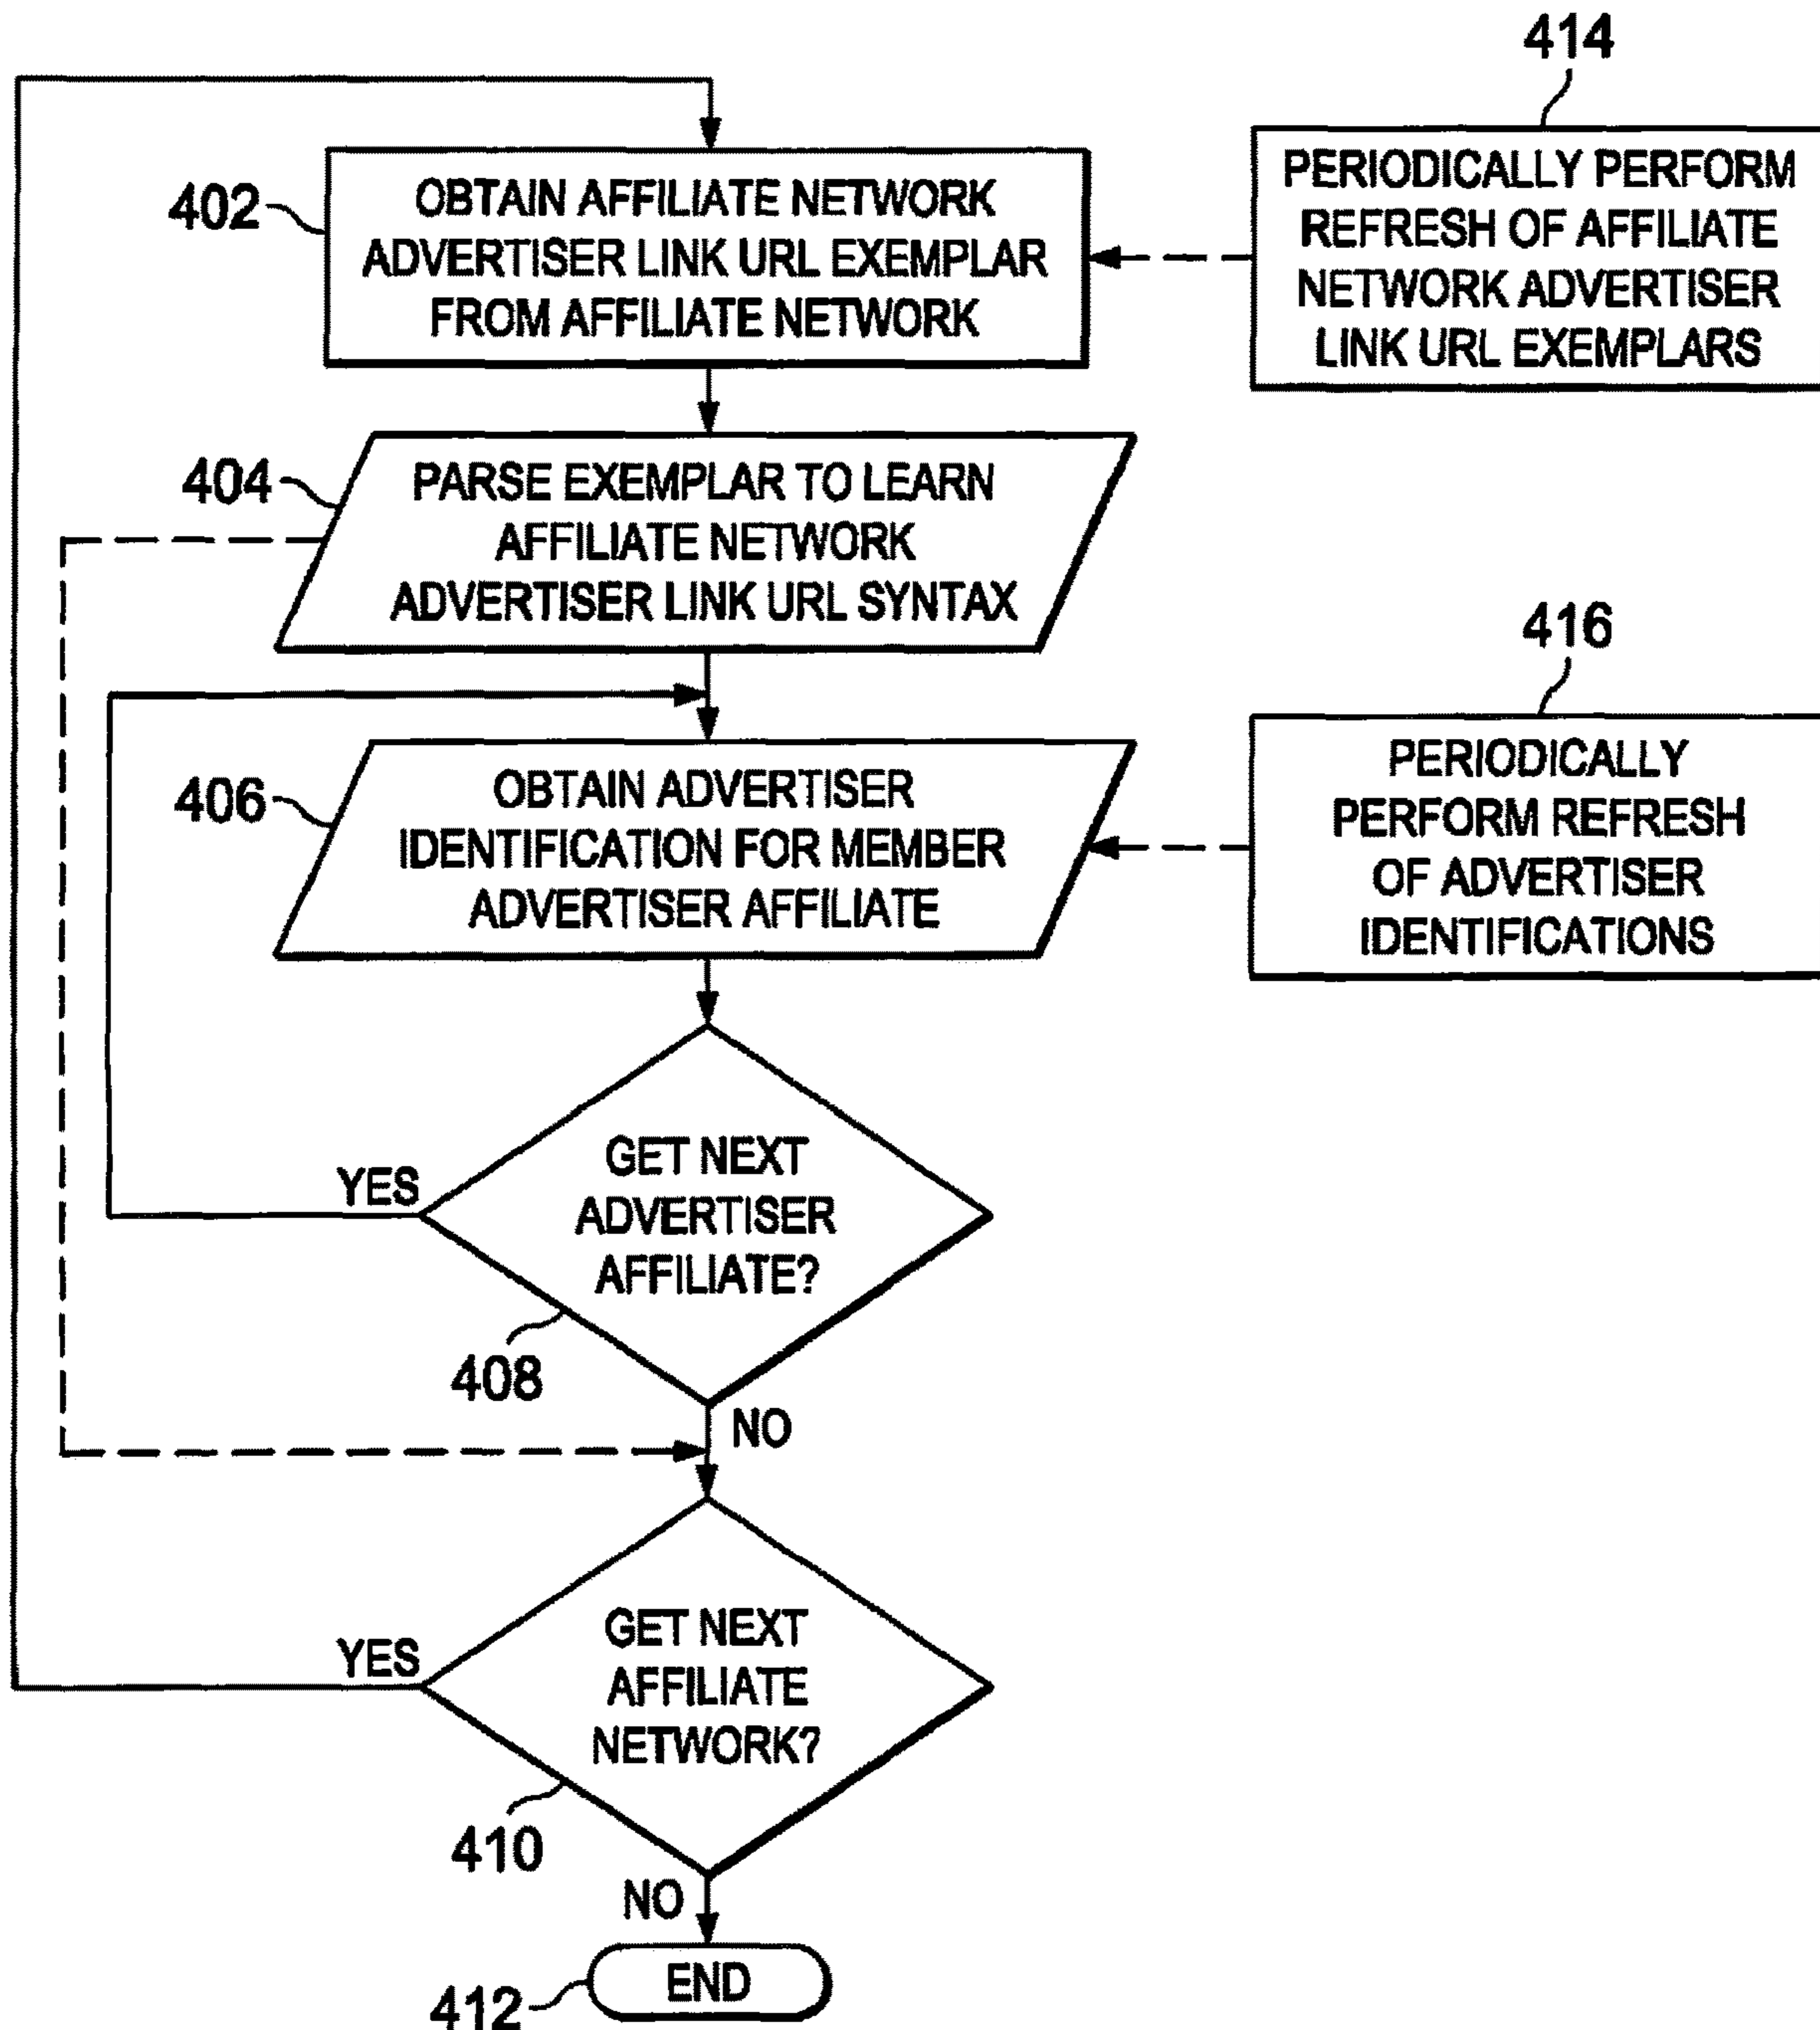 414
402
OBTAIN AFFILIATE NETWORK
ADVERTISER LINK URL EXEMPLAR
FROM AFFILIATE NETWORK
PERIODICALLY PERFORM
REFRESH OF AFFILIATE
NETWORK ADVERTISER
LINK URL EXEMPLARS
404
PARSE EXEMPLAR TO LEARN
AFFILIATE NETWORK
ADVERTISER LINK URL SYNTAX
416
406
OBTAIN ADVERTISER
IDENTIFICATION FOR MEMBER
ADVERTISER AFFILIATE
PERIODICALLY
PERFORM REFRESH
OF ADVERTISER
IDENTIFICATIONS
YES
GET NEXT
ADVERTISER
AFFILIATE?
408
NO
YES
GET NEXT
AFFILIATE
NETWORK?
410
NO
END
412